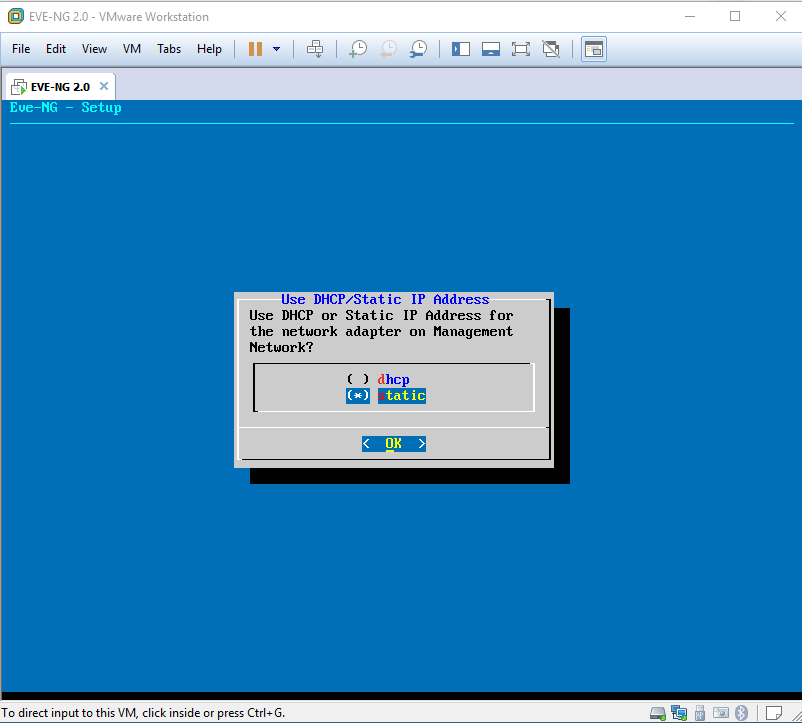 EVE-NG 2.0 - VMware Workstation
File Edit View VM Tabs Help
EVE-NG 2.0
Eve-NG - Setup
Use DHCP/Static IP Address
Use DHCP or Static IP Address for
the network adapter on Management
Network?
( ) dhcp
(*) static
< OK >
To direct input to this VM, click inside or press Ctrl+G.